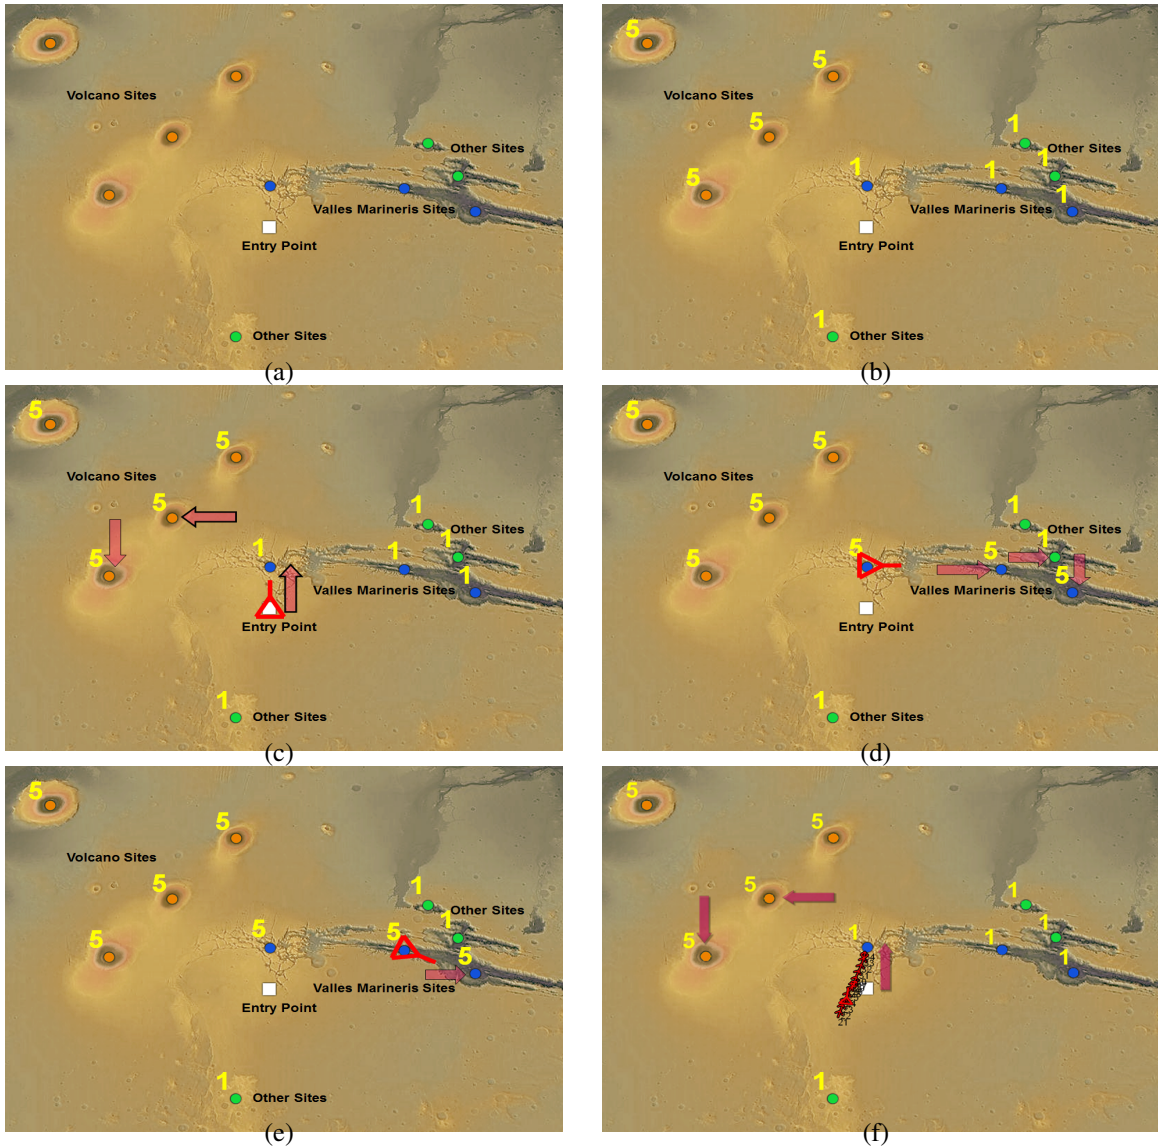 Volcano Sites
Other Sites
Valles Marineris Sites
Entry Point
Other Sites
(a)
5
5
Volcano Sites
5
1
Other Sites
1
1
1
5
1
Valles Marineris Sites
Entry Point
1
Other Sites
(b)
5
5
Volcano Sites
5
1
Other Sites
1
1
1
5
1
Valles Marineris Sites
Entry Point
1
Other Sites
(c)
5
5
Volcano Sites
5
1
Other Sites
1
5
5
5
5
Valles Marineris Sites
Entry Point
1
Other Sites
(d)
5
5
Volcano Sites
5
1
Other Sites
1
5
5
5
5
Valles Marineris Sites
Entry Point
1
Other Sites
(e)
5
5
5
1
1
1
1
5
1
21
1
(f)